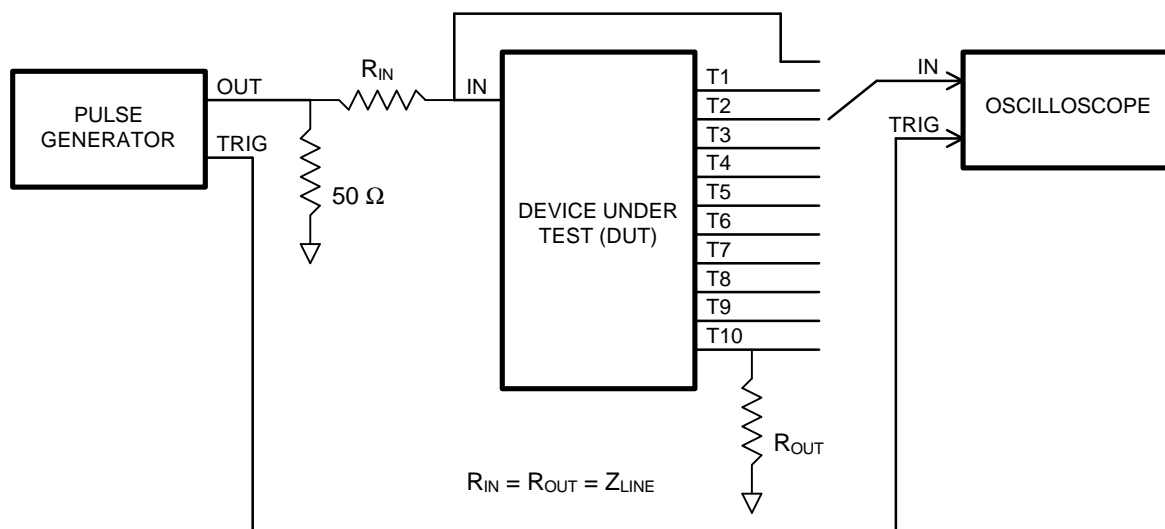 PULSE
GENERATOR
OUT
TRIG
R_IN
50 Ω
IN
DEVICE UNDER
TEST (DUT)
T1
T2
T3
T4
T5
T6
T7
T8
T9
T10
R_OUT
IN
TRIG
OSCILLOSCOPE
R_IN = R_OUT = Z_LINE